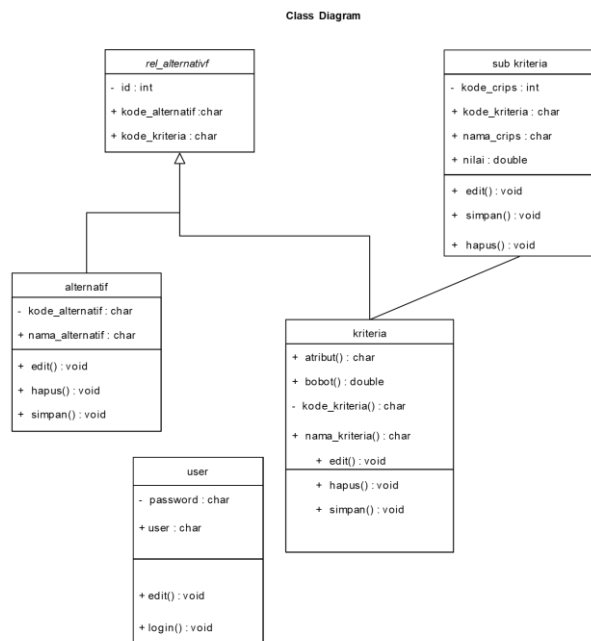 Class Diagram
rel_alternativf
- id : int
+ kode_alternatif :char
+ kode_kriteria : char
sub kriteria
- kode_crips : int
+ kode_kriteria : char
+ nama_crips : char
+ nilai : double
+ edit() : void
+ simpan() : void
+ hapus() : void
alternatif
- kode_alternatif : char
+ nama_alternatif : char
+ edit() : void
+ hapus() : void
+ simpan() : void
kriteria
+ atribut() : char
+ bobot() : double
- kode_kriteria() : char
+ nama_kriteria() : char
+ edit() : void
+ hapus() : void
+ simpan() : void
user
- password : char
+ user : char
+ edit() : void
+ login() : void